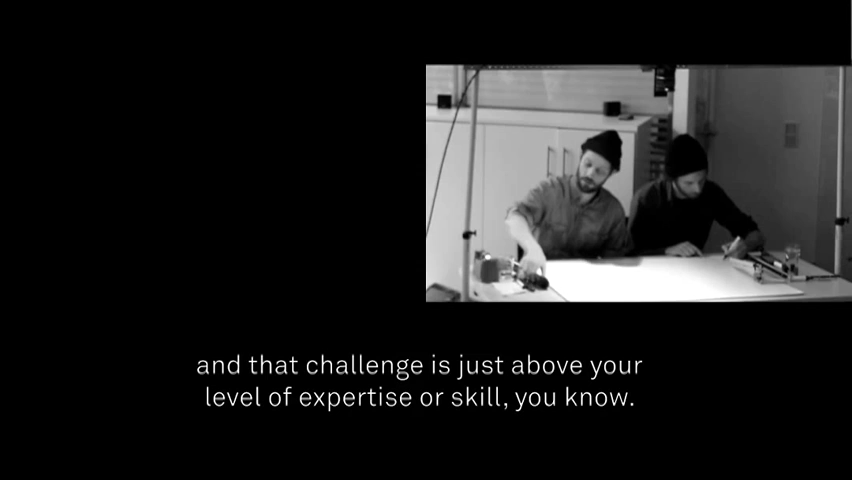 and that challenge is just above your
level of expertise or skill, you know.